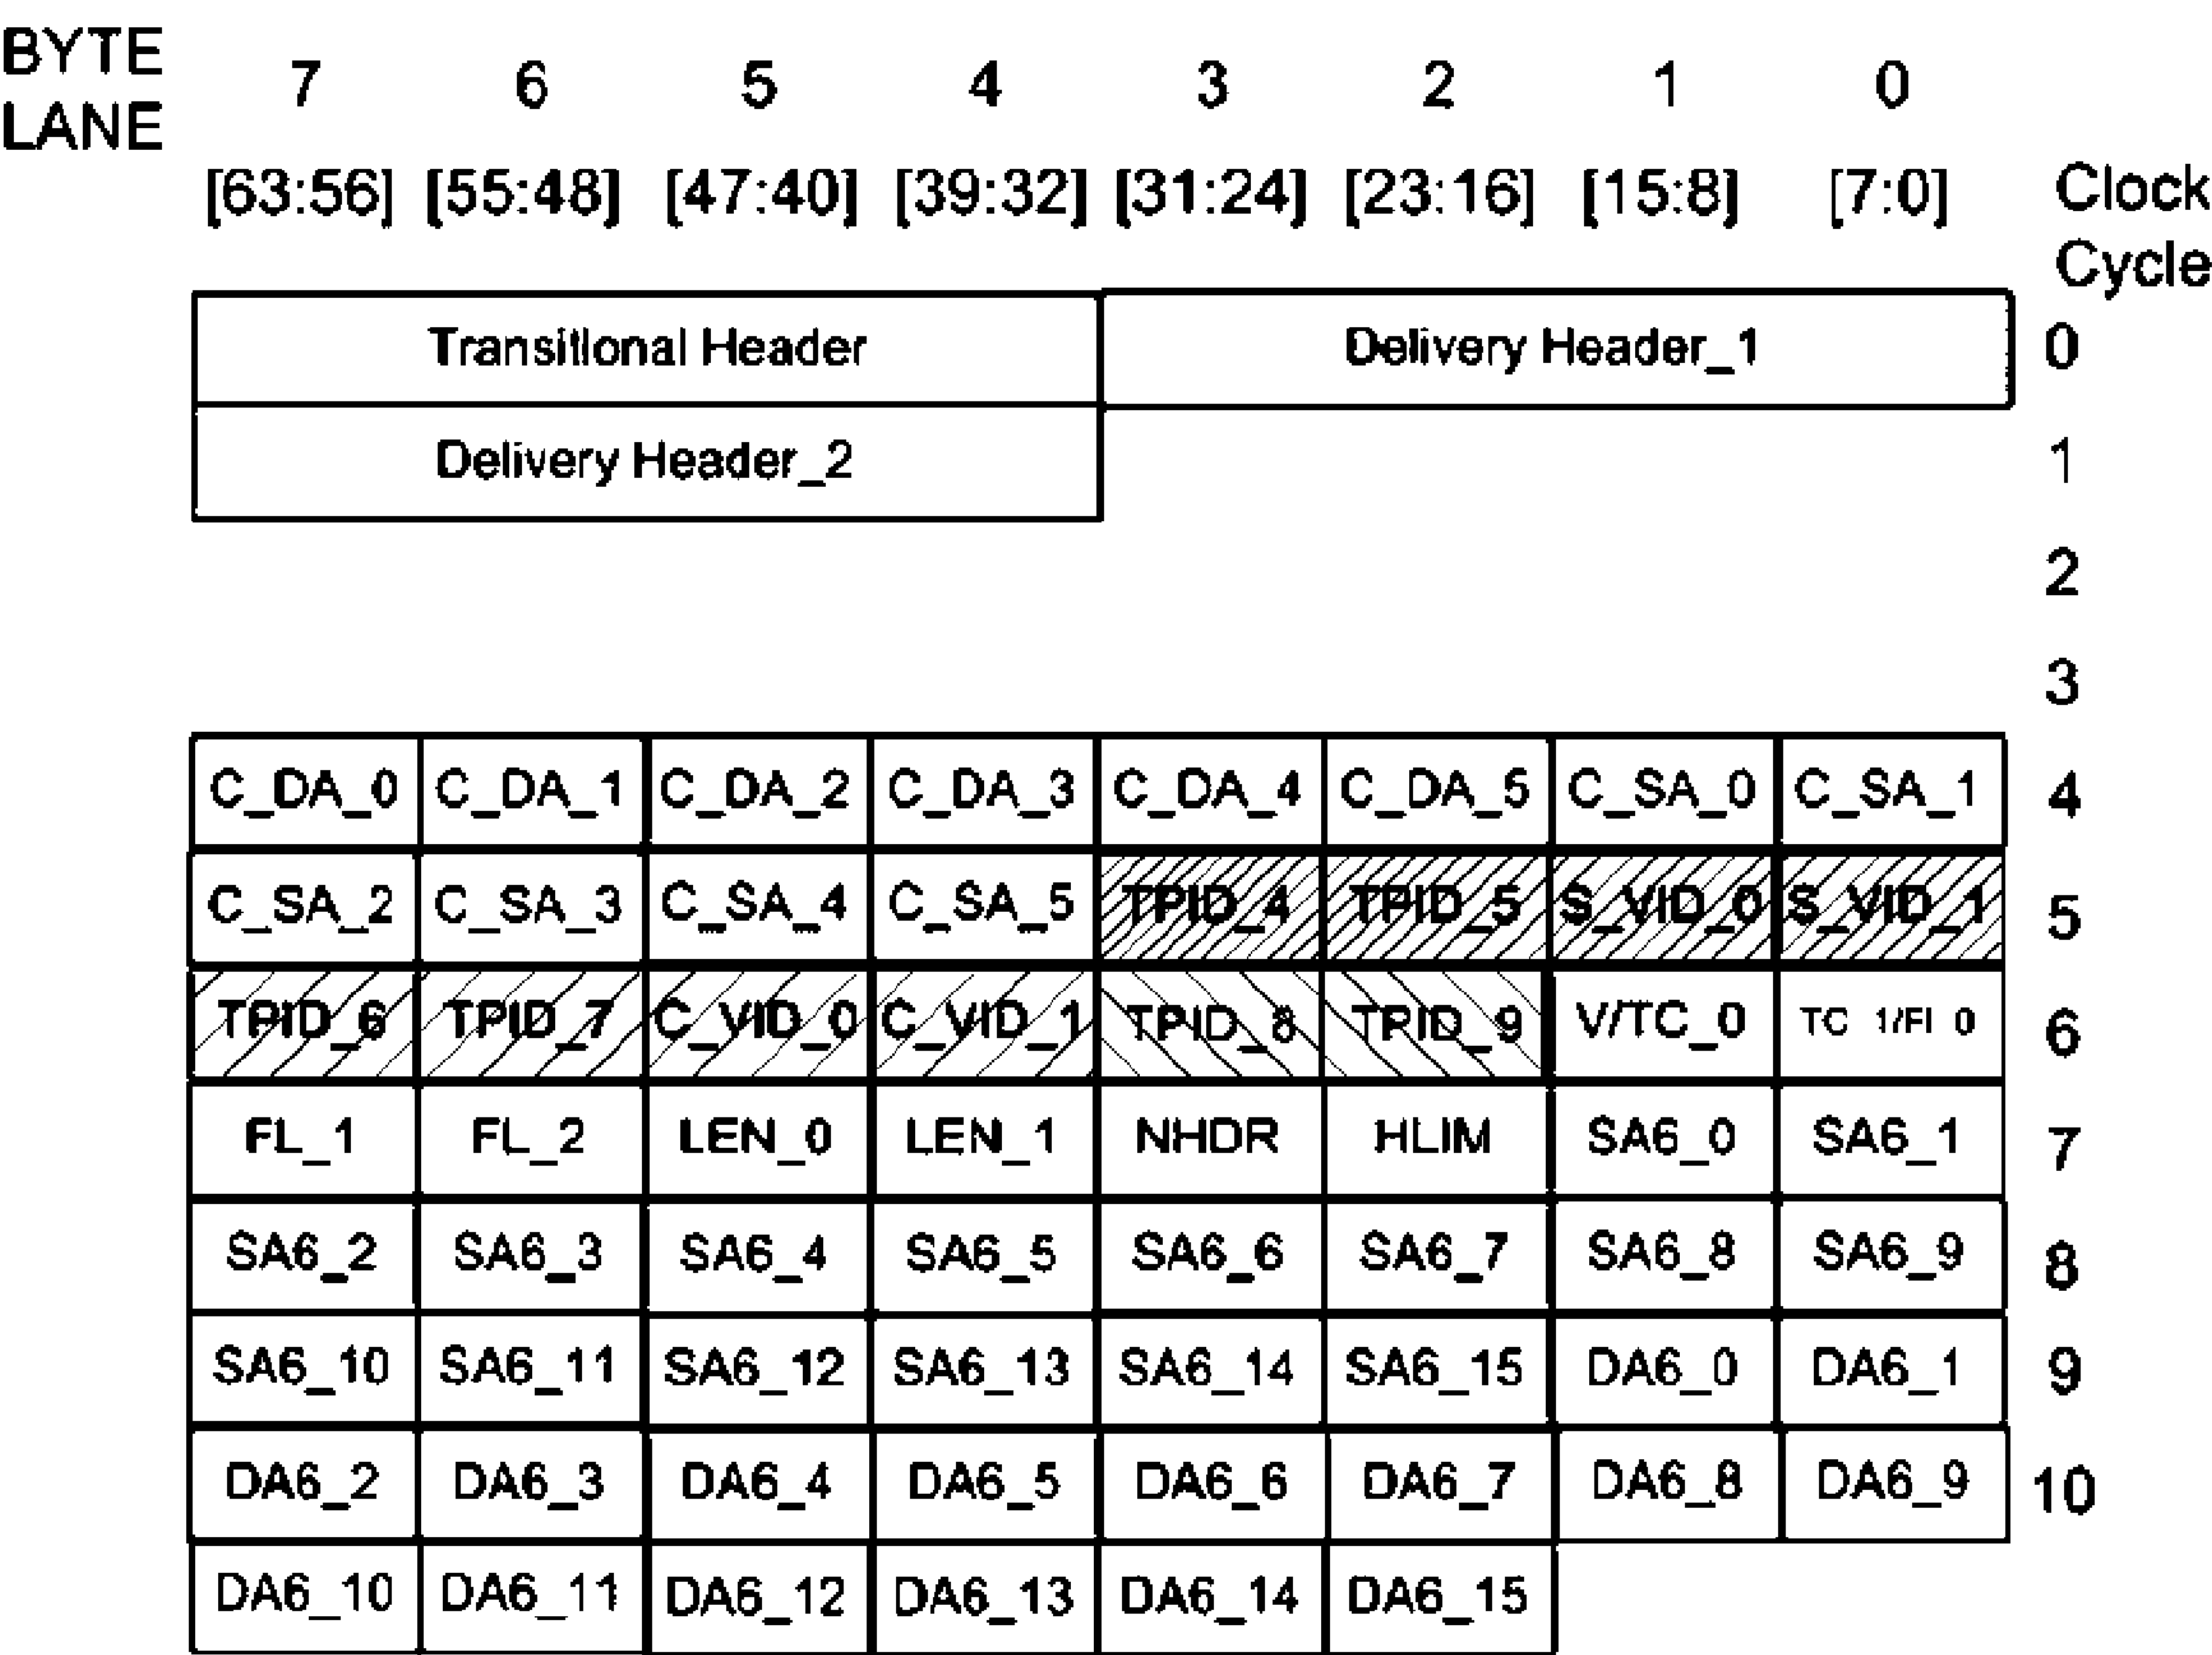 BYTE LANE 7 6 5 4 3 2 1 0
[63:56] [55:48] [47:40] [39:32] [31:24] [23:16] [15:8] [7:0] Clock Cycle
Transitional Header Delivery Header_1 0
Delivery Header_2 1
2
3
C_DA_0 C_DA_1 C_DA_2 C_DA_3 C_DA_4 C_DA_5 C_SA_0 C_SA_1 4
C_SA_2 C_SA_3 C_SA_4 C_SA_5 TPID_4 TPID_5 S_VID_0 S_VID_1 5
TPID_6 TPID_7 C_VID_0 C_VID_1 TPID_8 TPID_9 V/TC_0 TC_1/FL_0 6
FL_1 FL_2 LEN_0 LEN_1 NHDR HLIM SA6_0 SA6_1 7
SA6_2 SA6_3 SA6_4 SA6_5 SA6_6 SA6_7 SA6_8 SA6_9 8
SA6_10 SA6_11 SA6_12 SA6_13 SA6_14 SA6_15 DA6_0 DA6_1 9
DA6_2 DA6_3 DA6_4 DA6_5 DA6_6 DA6_7 DA6_8 DA6_9 10
DA6_10 DA6_11 DA6_12 DA6_13 DA6_14 DA6_15